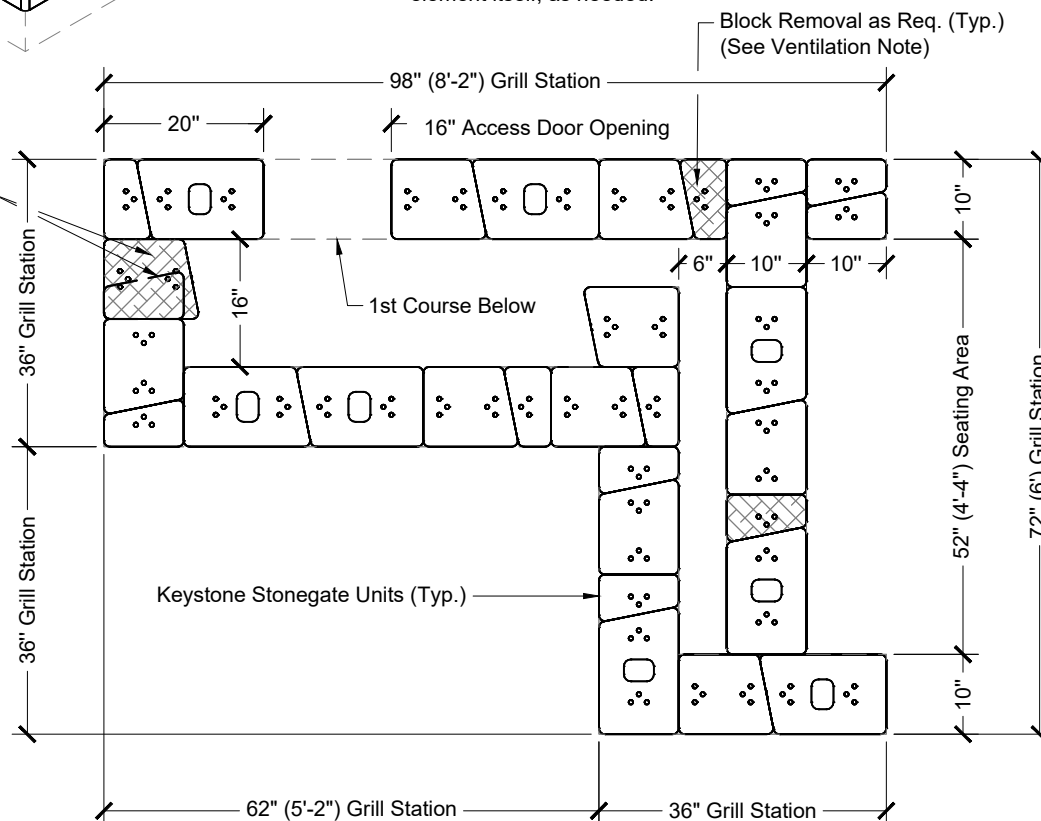 element itself, as needed.
Block Removal as Req. (Typ.)
(See Ventilation Note)
98" (8'-2") Grill Station
20"
16" Access Door Opening
10"
36" Grill Station
6"
10"
10"
16"
1st Course Below
52" (4'-4") Seating Area
72" (6') Grill Station
36" Grill Station
Keystone Stonegate Units (Typ.)
10"
62" (5'-2") Grill Station
36" Grill Station